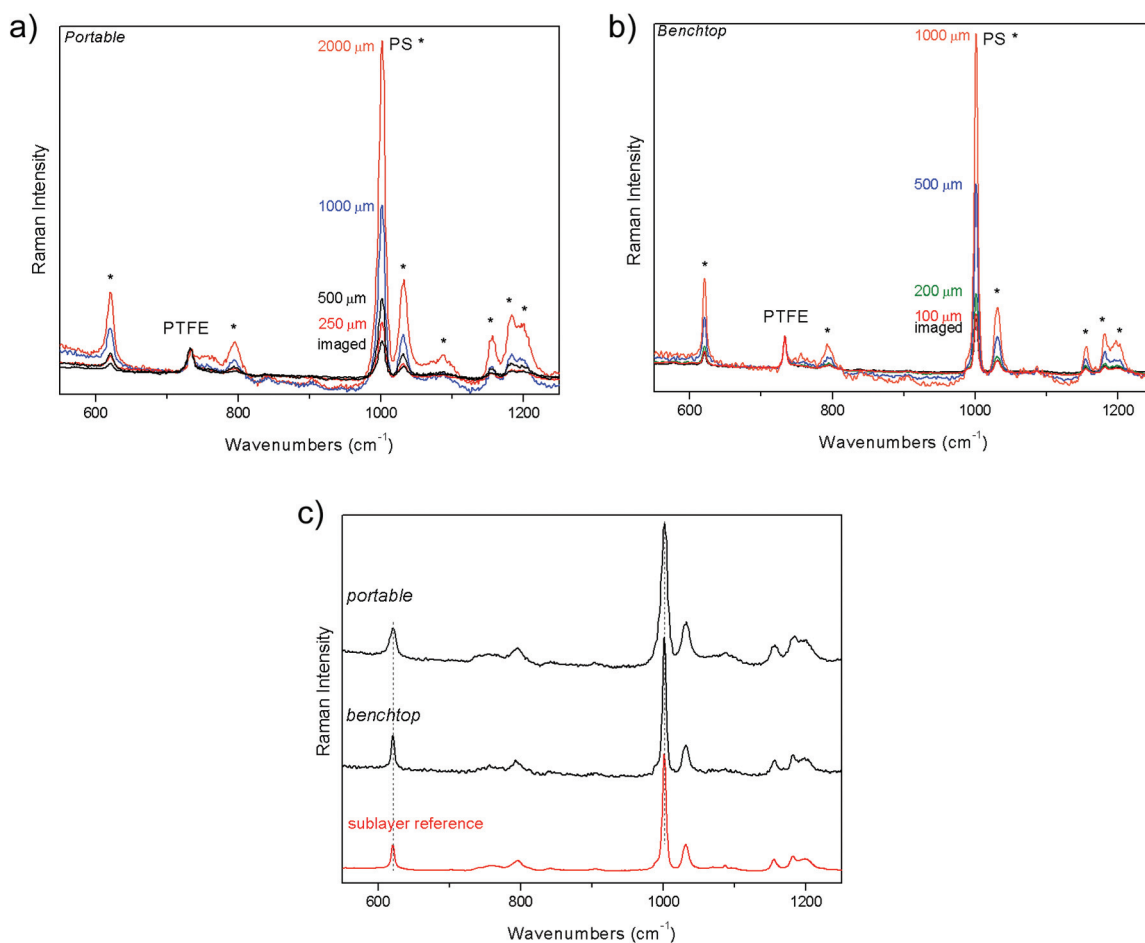 a)
Portable
2000 μm
PS *
1000 μm
500 μm
250 μm
imaged
*
PTFE
*
*
*
*
*
*
Raman Intensity
600
800
1000
1200
Wavenumbers (cm-1)
b)
Benchtop
1000 μm
PS *
500 μm
200 μm
100 μm
imaged
*
PTFE
*
*
*
*
*
Raman Intensity
600
800
1000
1200
Wavenumbers (cm-1)
c)
portable
benchtop
sublayer reference
Raman Intensity
600
800
1000
1200
Wavenumbers (cm-1)